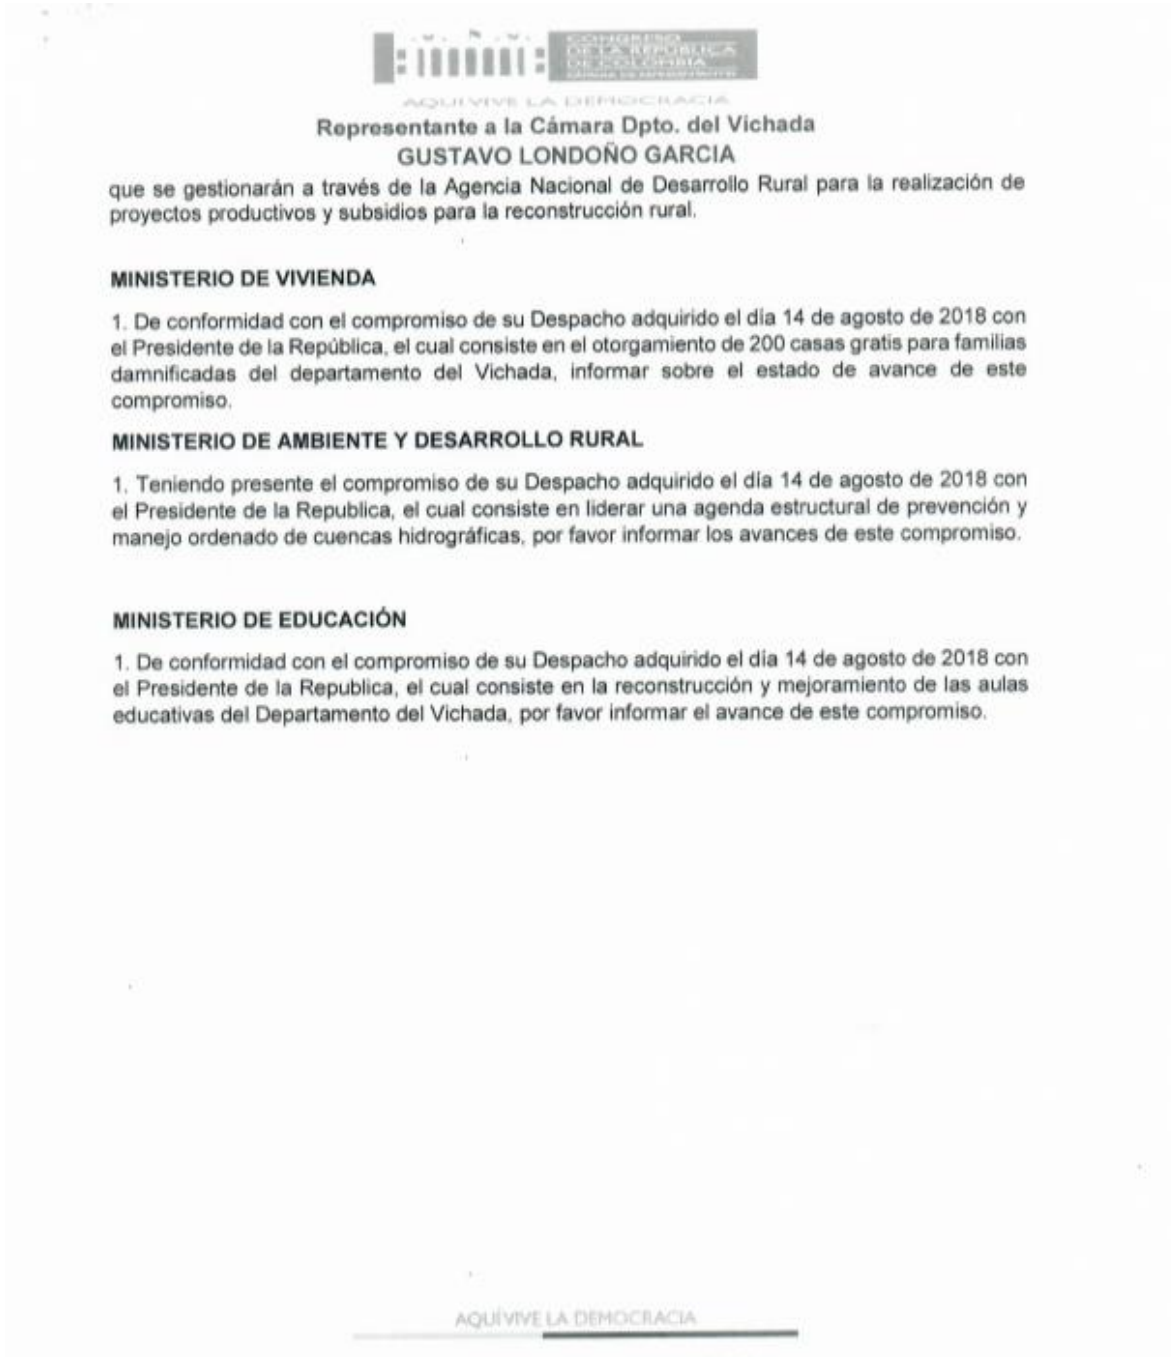 CONGRESO
DE LA REPÚBLICA
DE COLOMBIA
AQUI VIVE LA DEMOCRACIA
Representante a la Cámara Dpto. del Vichada
GUSTAVO LONDOÑO GARCIA
que se gestionarán a través de la Agencia Nacional de Desarrollo Rural para la realización de
proyectos productivos y subsidios para la reconstrucción rural.
MINISTERIO DE VIVIENDA
1. De conformidad con el compromiso de su Despacho adquirido el día 14 de agosto de 2018 con
el Presidente de la República, el cual consiste en el otorgamiento de 200 casas gratis para familias
damnificadas del departamento del Vichada, informar sobre el estado de avance de este
compromiso.
MINISTERIO DE AMBIENTE Y DESARROLLO RURAL
1. Teniendo presente el compromiso de su Despacho adquirido el día 14 de agosto de 2018 con
el Presidente de la Republica, el cual consiste en liderar una agenda estructural de prevención y
manejo ordenado de cuencas hidrográficas, por favor informar los avances de este compromiso.
MINISTERIO DE EDUCACIÓN
1. De conformidad con el compromiso de su Despacho adquirido el día 14 de agosto de 2018 con
el Presidente de la Republica, el cual consiste en la reconstrucción y mejoramiento de las aulas
educativas del Departamento del Vichada, por favor informar el avance de este compromiso.
AQUÍ VIVE LA DEMOCRACIA